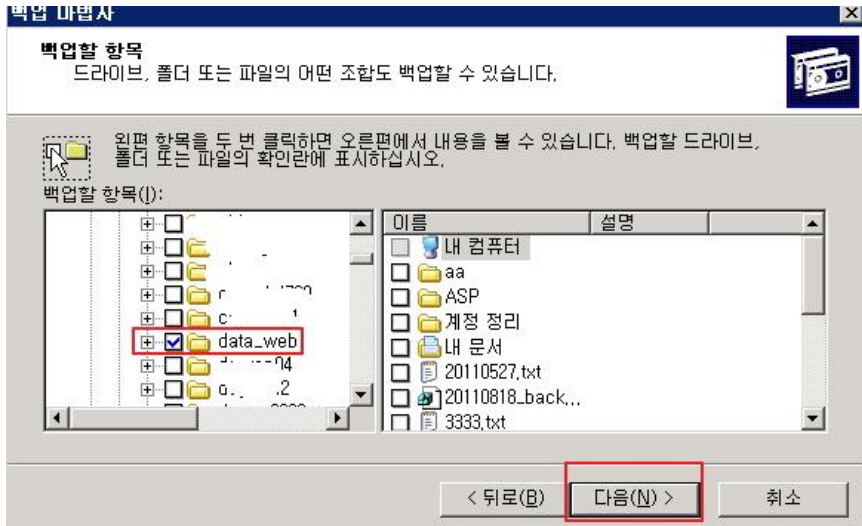 백업 마법사
백업할 항목
드라이브, 폴더 또는 파일의 어떤 조합도 백업할 수 있습니다.
왼편 항목을 두 번 클릭하면 오른편에서 내용을 볼 수 있습니다. 백업할 드라이브,
폴더 또는 파일의 확인란에 표시하십시오.
백업할 항목(I):
data_web
이름 설명
내 컴퓨터
aa
ASP
계정 정리
내 문서
20110527.txt
20110818_back...
3333.txt
< 뒤로(B) 다음(N) > 취소